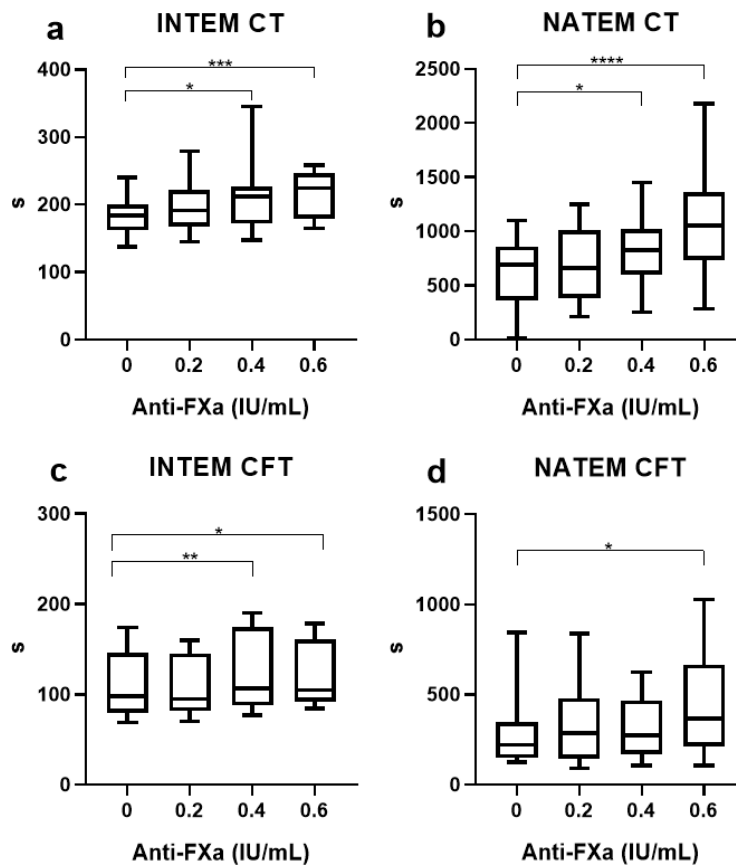 a INTEM CT
400
300
200
100
0
s
***
*
0 0.2 0.4 0.6
Anti-FXa (IU/mL)
b NATEM CT
2500
2000
1500
1000
500
0
s
****
*
0 0.2 0.4 0.6
Anti-FXa (IU/mL)
c INTEM CFT
300
200
100
0
s
*
**
0 0.2 0.4 0.6
Anti-FXa (IU/mL)
d NATEM CFT
1500
1000
500
0
s
*
0 0.2 0.4 0.6
Anti-FXa (IU/mL)